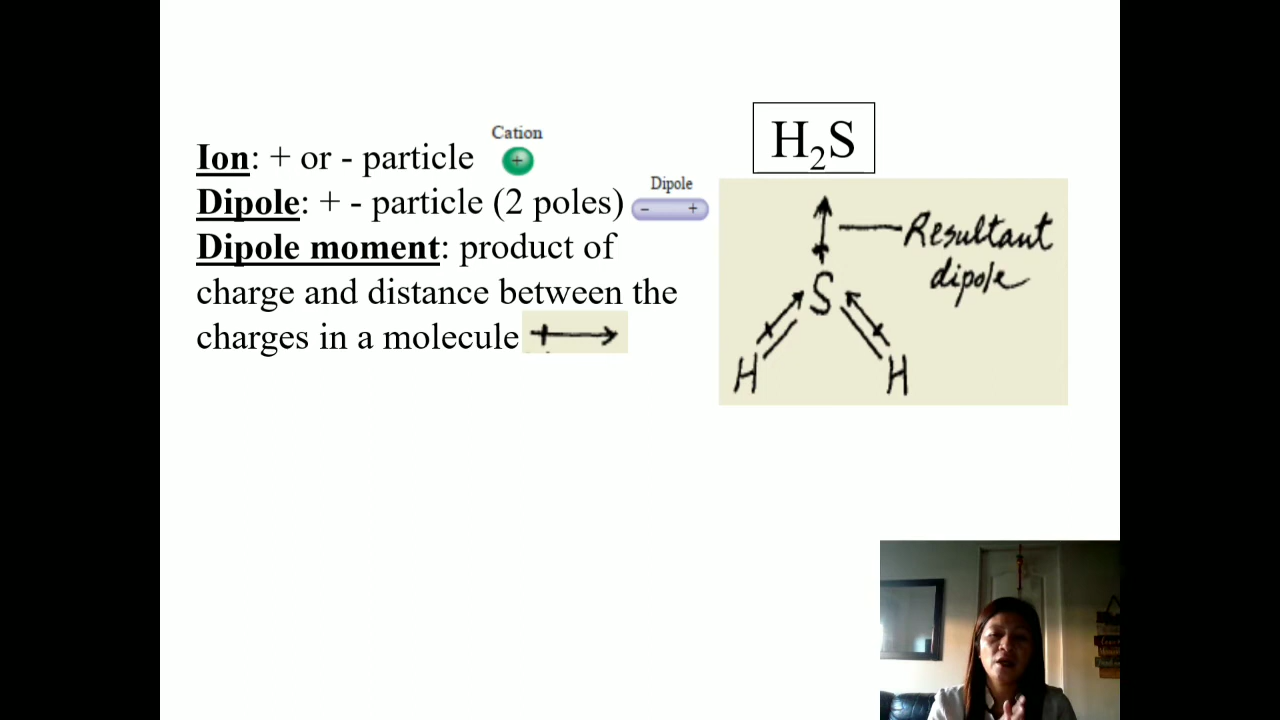 Cation
Ion: + or - particle
+
Dipole
Dipole: + - particle (2 poles)
− +
Dipole moment: product of
charge and distance between the
charges in a molecule
H₂S
Resultant
dipole
S
H H